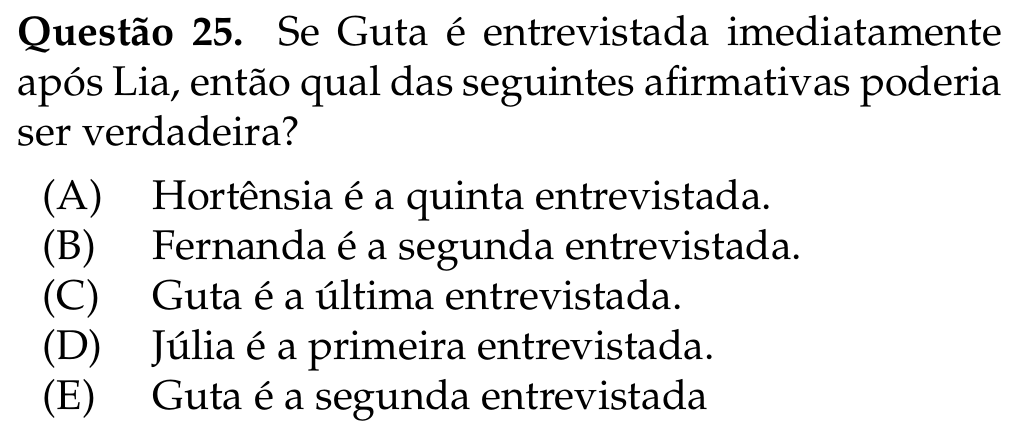 Questão 25. Se Guta é entrevistada imediatamente
após Lia, então qual das seguintes afirmativas poderia
ser verdadeira?
(A) Hortênsia é a quinta entrevistada.
(B) Fernanda é a segunda entrevistada.
(C) Guta é a última entrevistada.
(D) Júlia é a primeira entrevistada.
(E) Guta é a segunda entrevistada